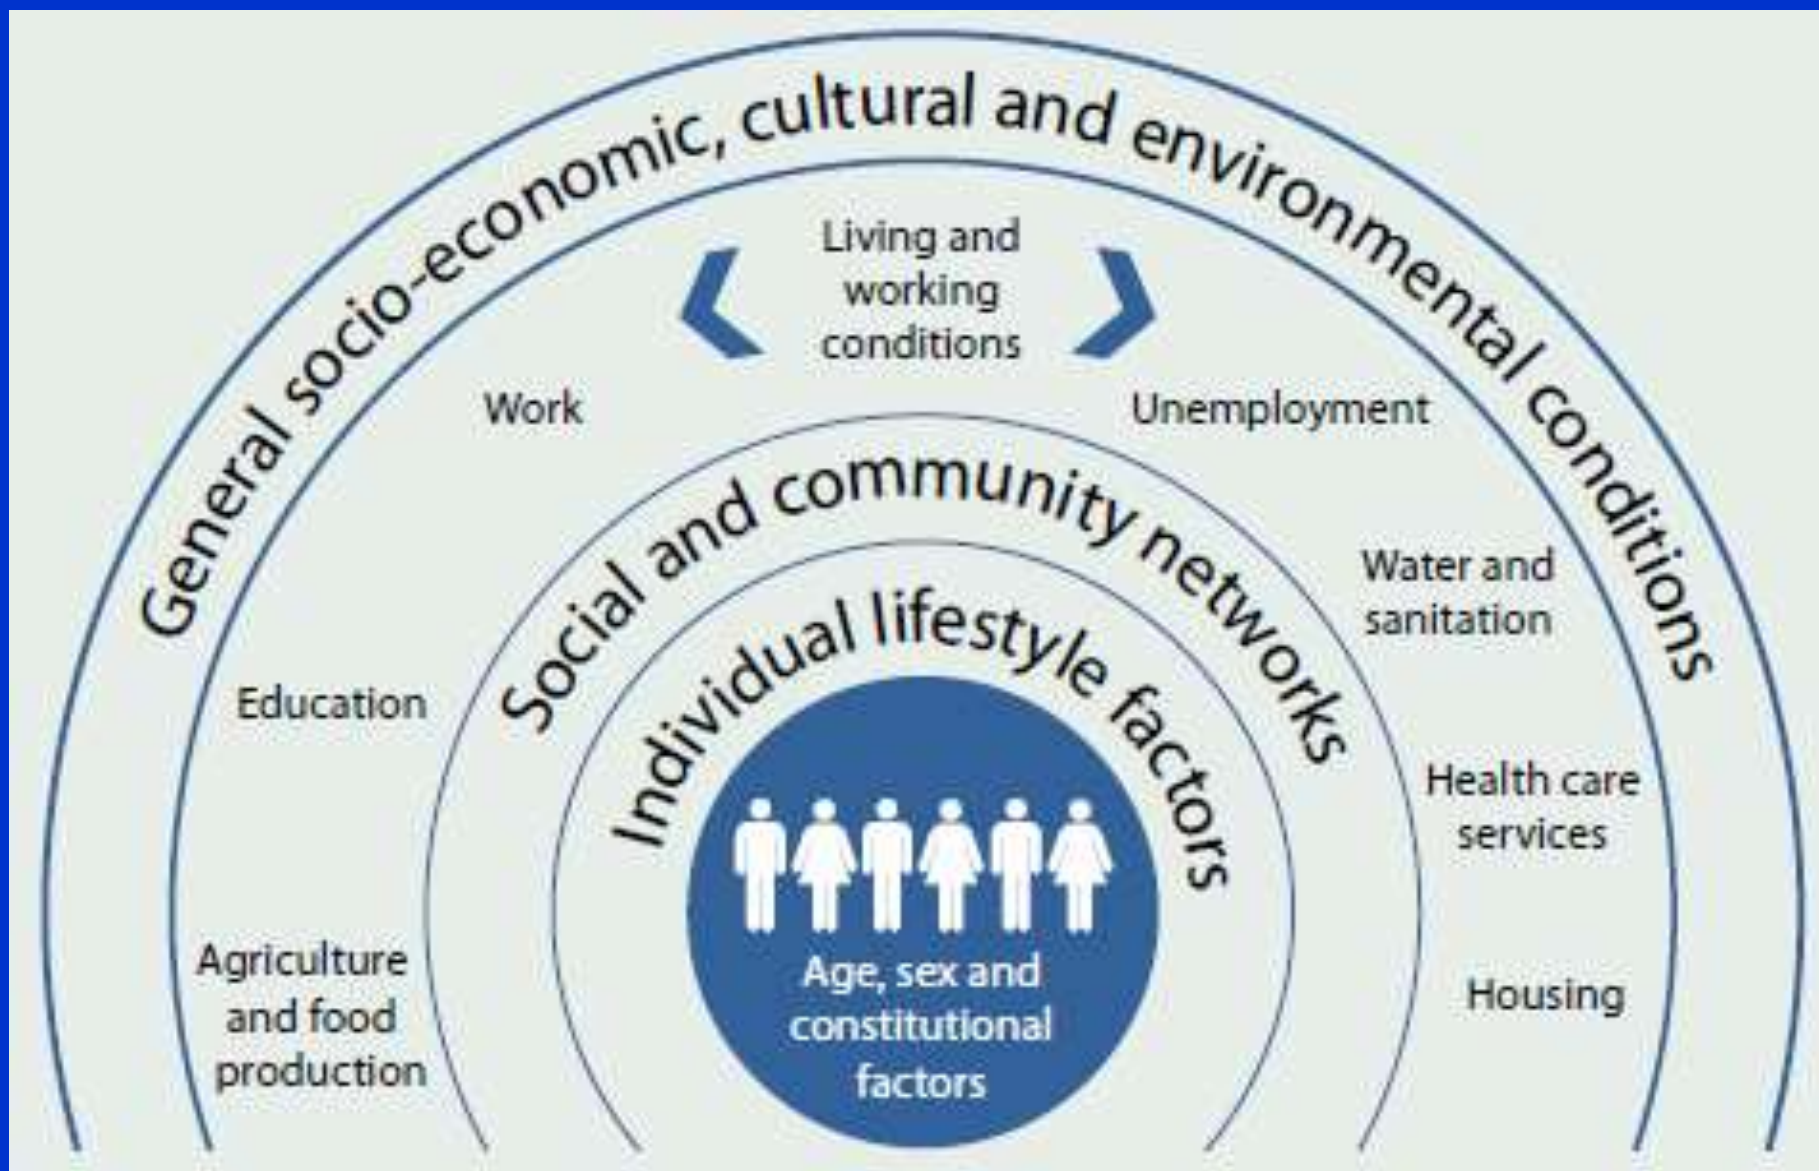 General socio-economic, cultural and environmental conditions
Living and
working
conditions
Work
Unemployment
Social and community networks
Water and
sanitation
Individual lifestyle factors
Education
Health care
services
Agriculture
and food
production
Housing
Age, sex and
constitutional
factors